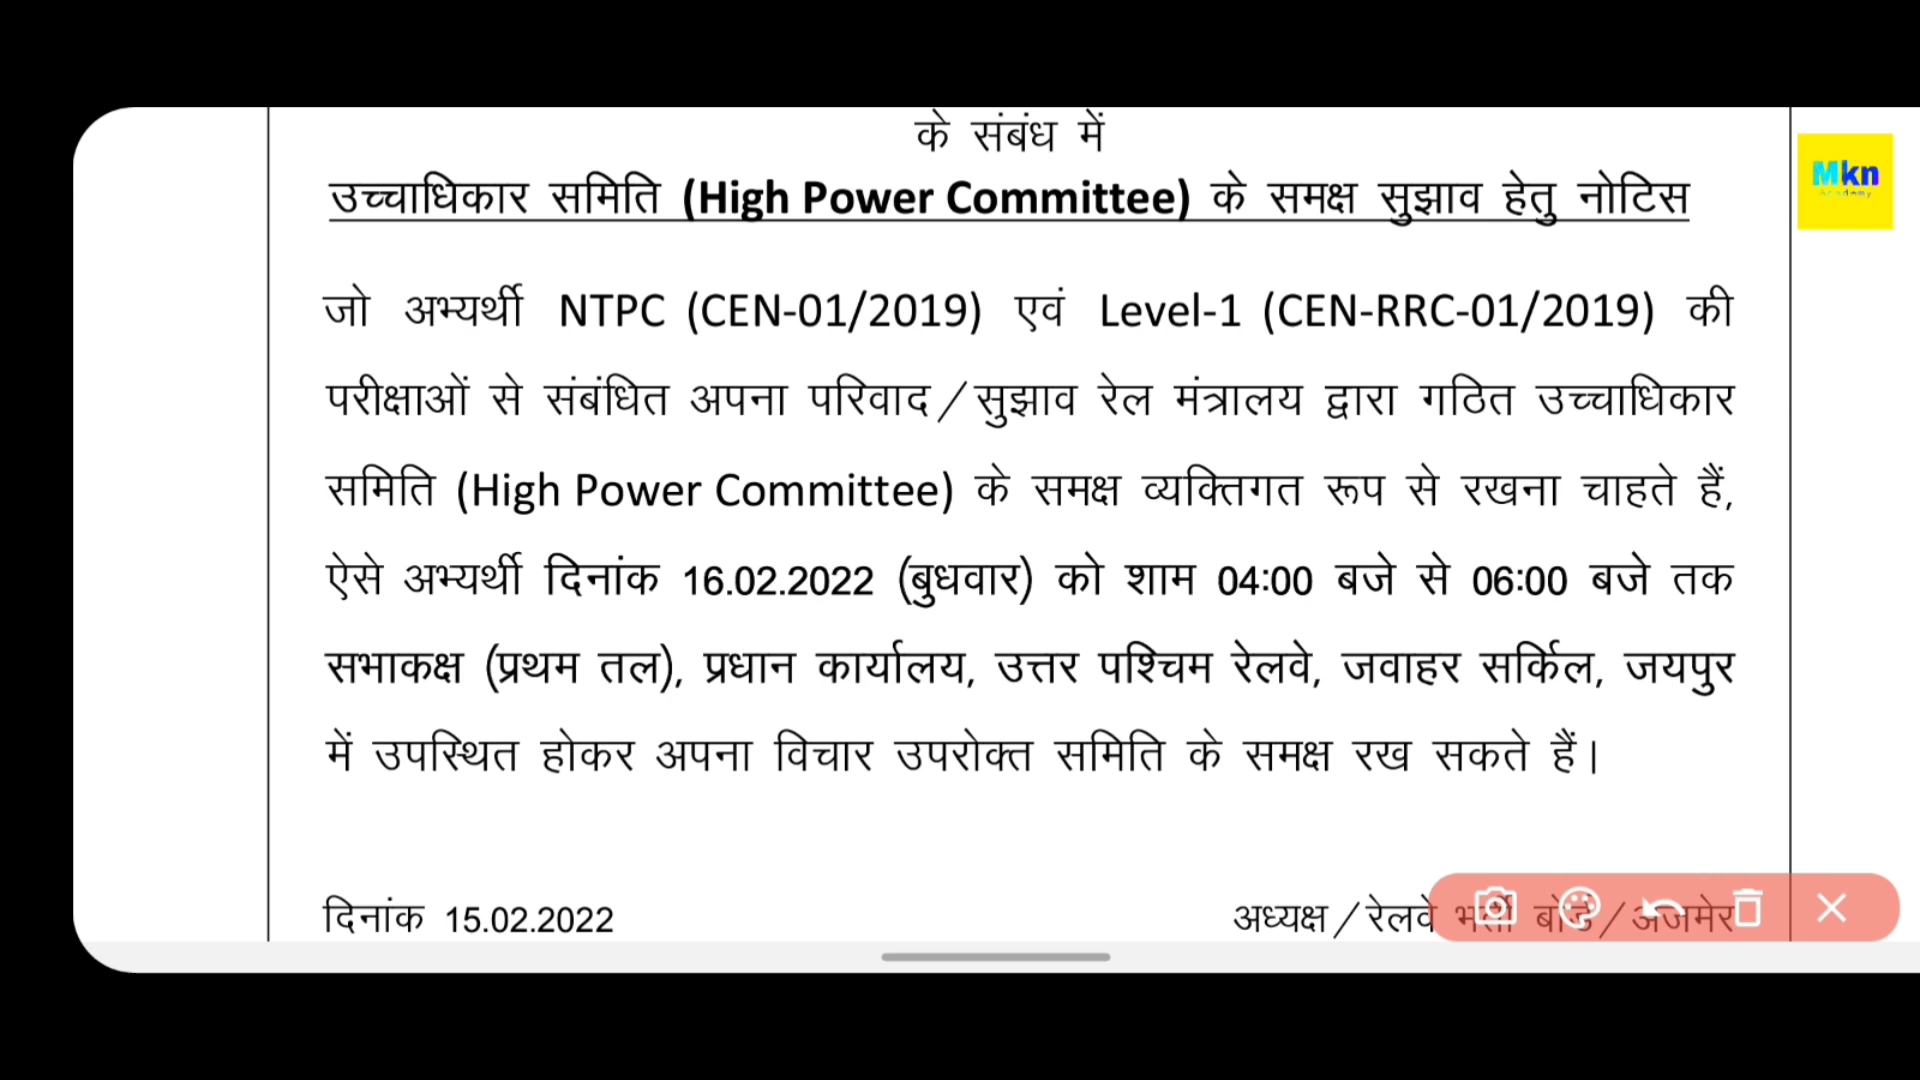 के संबंध में
उच्चाधिकार समिति (High Power Committee) के समक्ष सुझाव हेतु नोटिस
Mkn
Academy
जो अभ्यर्थी NTPC (CEN-01/2019) एवं Level-1 (CEN-RRC-01/2019) की
परीक्षाओं से संबंधित अपना परिवाद/सुझाव रेल मंत्रालय द्वारा गठित उच्चाधिकार
समिति (High Power Committee) के समक्ष व्यक्तिगत रूप से रखना चाहते हैं,
ऐसे अभ्यर्थी दिनांक 16.02.2022 (बुधवार) को शाम 04:00 बजे से 06:00 बजे तक
सभाकक्ष (प्रथम तल), प्रधान कार्यालय, उत्तर पश्चिम रेलवे, जवाहर सर्किल, जयपुर
में उपस्थित होकर अपना विचार उपरोक्त समिति के समक्ष रख सकते हैं।
दिनांक 15.02.2022
अध्यक्ष/रेलवे भर्ती बोर्ड/अजमेर